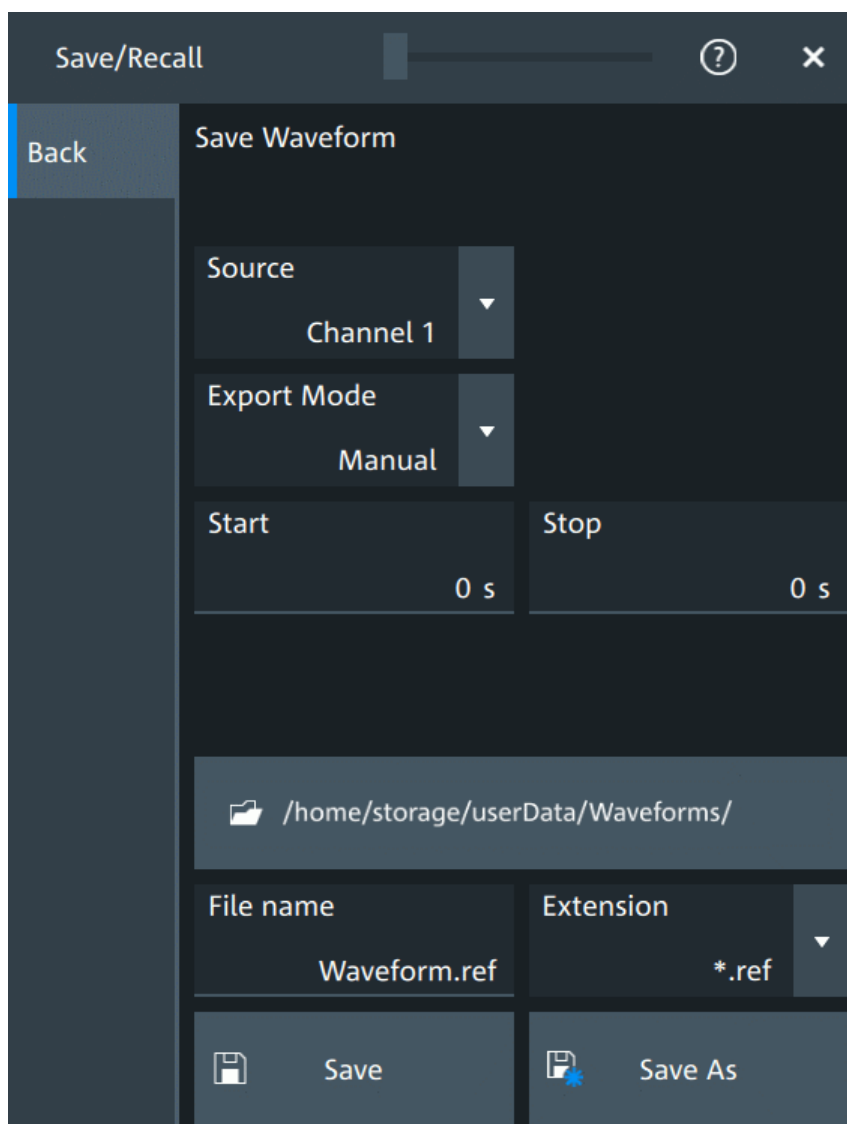 Save/Recall
Back
Save Waveform
Source
Channel 1
Export Mode
Manual
Start
Stop
0 s
0 s
/home/storage/userData/Waveforms/
File name
Extension
Waveform.ref
*.ref
Save
Save As